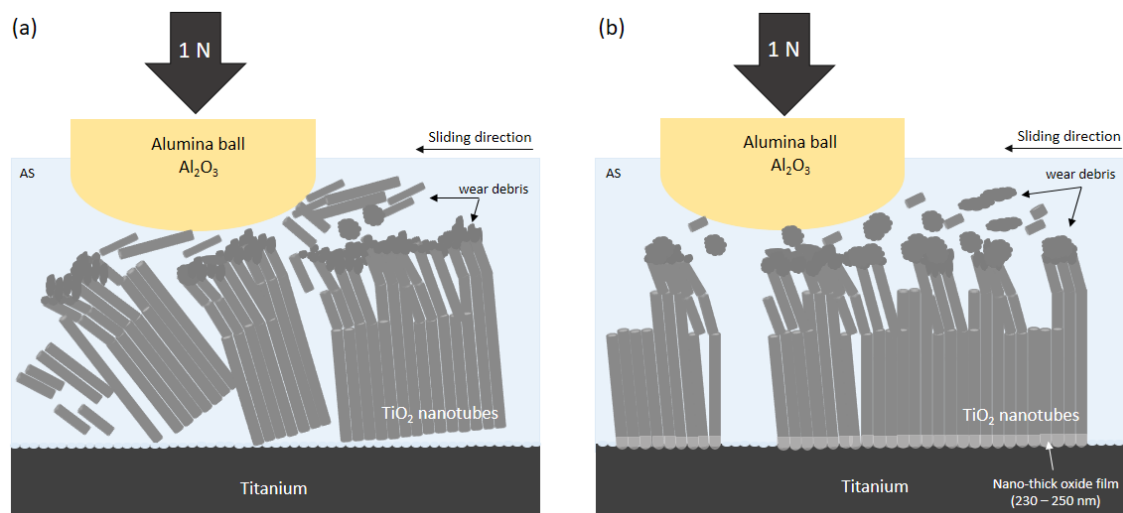 (a)
1 N
Alumina ball
Al₂O₃
Sliding direction
AS
wear debris
TiO₂ nanotubes
Titanium
(b)
1 N
Alumina ball
Al₂O₃
Sliding direction
AS
wear debris
TiO₂ nanotubes
Titanium
Nano-thick oxide film
(230 – 250 nm)